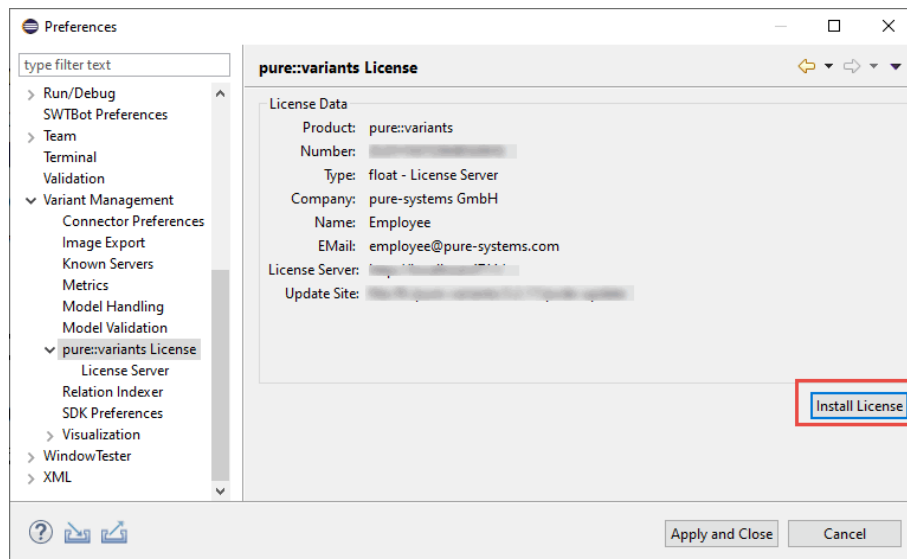 Preferences
type filter text
Run/Debug
SWTBot Preferences
Team
Terminal
Validation
Variant Management
Connector Preferences
Image Export
Known Servers
Metrics
Model Handling
Model Validation
pure::variants License
License Server
Relation Indexer
SDK Preferences
Visualization
WindowTester
XML
pure::variants License
License Data
Product: pure::variants
Number:
Type: float - License Server
Company: pure-systems GmbH
Name: Employee
EMail: employee@pure-systems.com
License Server:
Update Site:
Install License
Apply and Close
Cancel